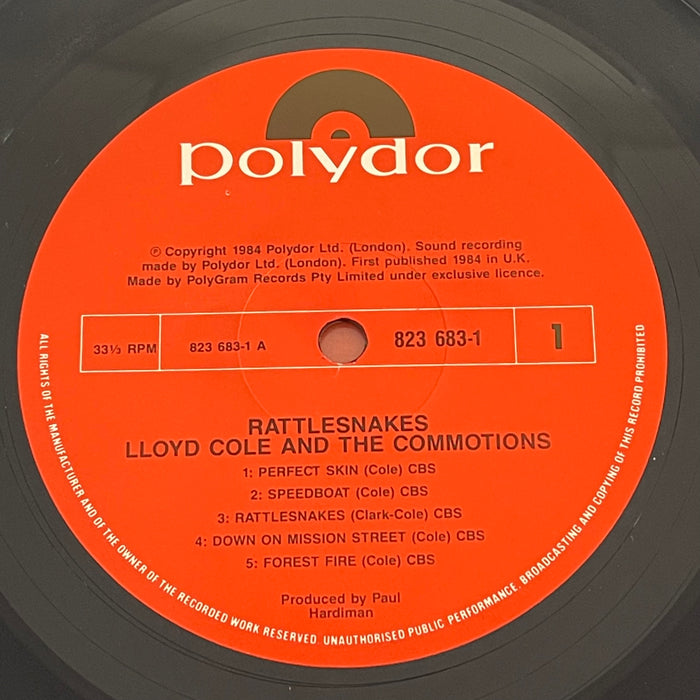 polydor
℗ Copyright 1984 Polydor Ltd. (London). Sound recording
made by Polydor Ltd. (London). First published 1984 in U.K.
Made by PolyGram Records Pty Limited under exclusive licence.
33⅓ RPM
823 683-1 A
823 683-1
1
RATTLESNAKES
LLOYD COLE AND THE COMMOTIONS
1: PERFECT SKIN (Cole) CBS
2: SPEEDBOAT (Cole) CBS
3: RATTLESNAKES (Clark-Cole) CBS
4: DOWN ON MISSION STREET (Cole) CBS
5: FOREST FIRE (Cole) CBS
Produced by Paul
Hardiman
ALL RIGHTS OF THE MANUFACTURER AND OF THE OWNER OF THE RECORDED WORK RESERVED. UNAUTHORISED PUBLIC PERFORMANCE, BROADCASTING AND COPYING OF THIS RECORD PROHIBITED